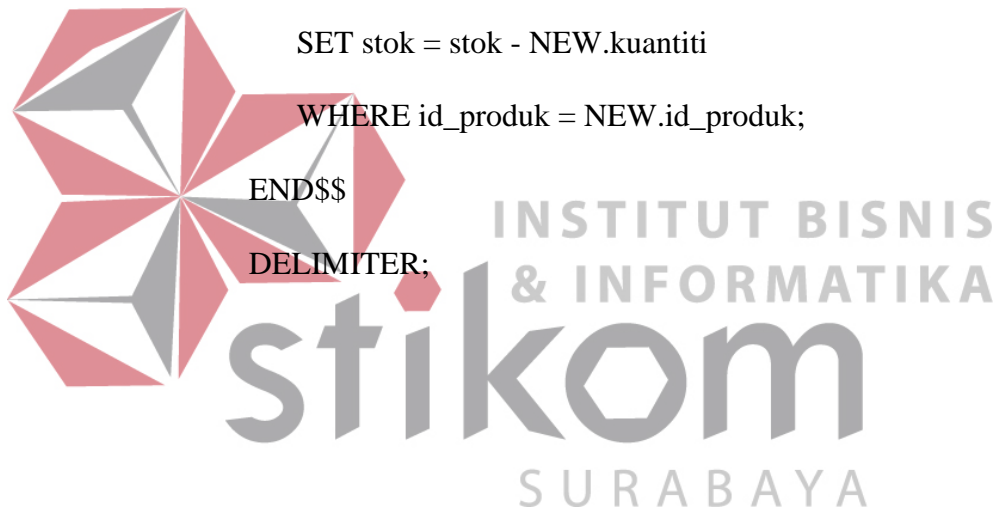 SET stok = stok - NEW.kuantiti
WHERE id_produk = NEW.id_produk;
END$$
DELIMITER;
INSTITUT BISNIS
& INFORMATIKA
stikom
SURABAYA